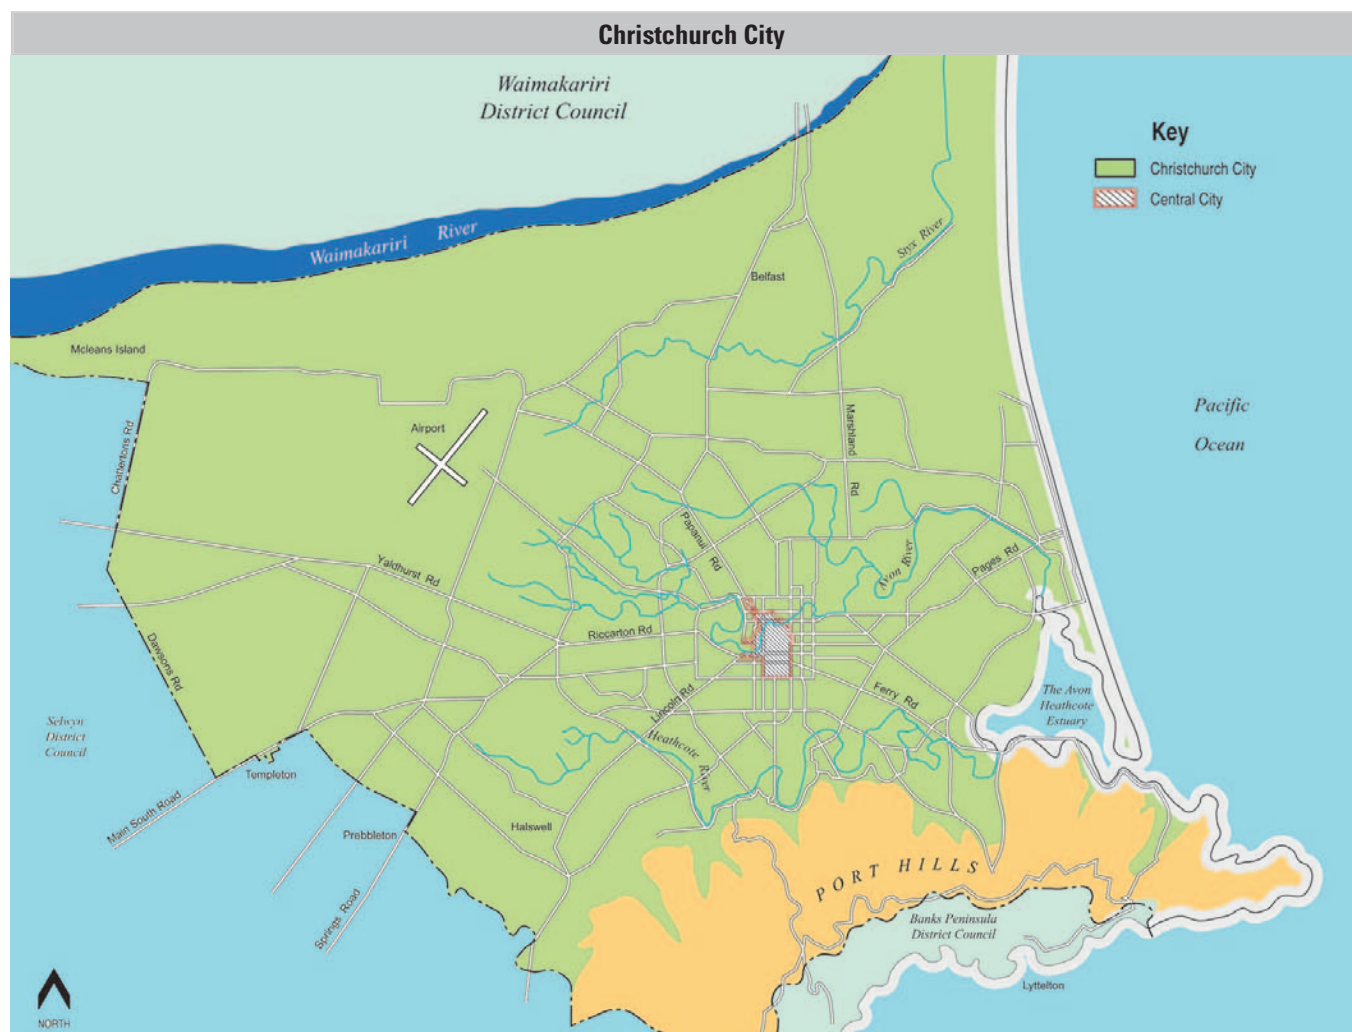 Christchurch City
Waimakariri
District Council
Key
Christchurch City
Central City
Waimakariri River
Styx River
Belfast
Mcleans Island
Pacific
Ocean
Airport
Marshland Rd
Chattertons Rd
Papanui Rd
Avon River
Pages Rd
Yaldhurst Rd
Riccarton Rd
Dawsons Rd
Lincoln Rd
Ferry Rd
The Avon
Heathcote
Estuary
Selwyn
District
Council
Heathcote River
Templeton
Main South Road
Prebbleton
Halswell
PORT HILLS
Springs Road
Banks Peninsula
District Council
Lyttelton
NORTH